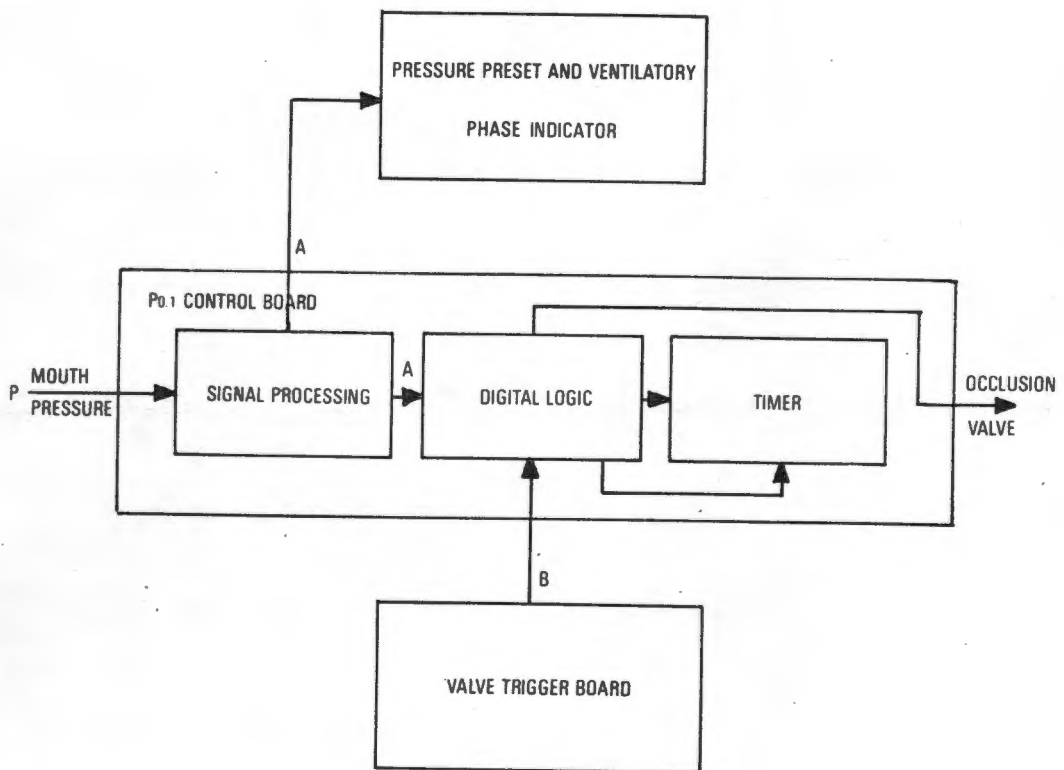 PRESSURE PRESET AND VENTILATORY
PHASE INDICATOR
A
P0.1 CONTROL BOARD
P
MOUTH
PRESSURE
SIGNAL PROCESSING
A
DIGITAL LOGIC
TIMER
OCCLUSION
VALVE
B
VALVE TRIGGER BOARD